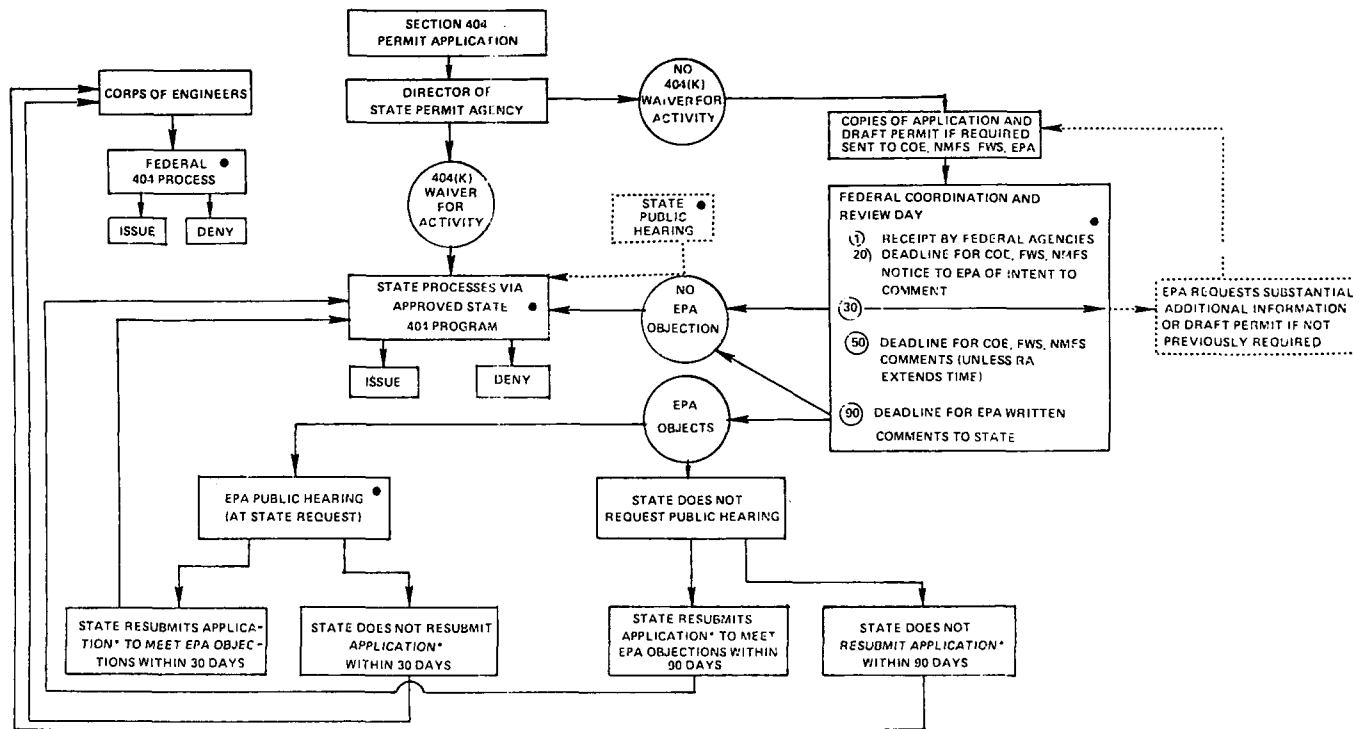 SECTION 404
PERMIT APPLICATION
CORPS OF ENGINEERS
DIRECTOR OF
STATE PERMIT AGENCY
NO
404(K)
WAIVER FOR
ACTIVITY
COPIES OF APPLICATION AND
DRAFT PERMIT IF REQUIRED
SENT TO COE, NMFS, FWS, EPA
FEDERAL
404 PROCESS
ISSUE
DENY
404(K)
WAIVER
FOR
ACTIVITY
STATE
PUBLIC
HEARING
FEDERAL COORDINATION AND
REVIEW DAY
1 RECEIPT BY FEDERAL AGENCIES
20) DEADLINE FOR COE, FWS, NMFS
NOTICE TO EPA OF INTENT TO
COMMENT
30
50 DEADLINE FOR COE, FWS, NMFS
COMMENTS (UNLESS RA
EXTENDS TIME)
90 DEADLINE FOR EPA WRITTEN
COMMENTS TO STATE
EPA REQUESTS SUBSTANTIAL
ADDITIONAL INFORMATION
OR DRAFT PERMIT IF NOT
PREVIOUSLY REQUIRED
STATE PROCESSES VIA
APPROVED STATE
404 PROGRAM
NO
EPA
OBJECTION
ISSUE
DENY
EPA
OBJECTS
EPA PUBLIC HEARING
(AT STATE REQUEST)
STATE DOES NOT
REQUEST PUBLIC HEARING
STATE RESUBMITS APPLICA-
TION* TO MEET EPA OBJEC-
TIONS WITHIN 30 DAYS
STATE DOES NOT RESUBMIT
APPLICATION*
WITHIN 30 DAYS
STATE RESUBMITS
APPLICATION* TO MEET
EPA OBJECTIONS WITHIN
90 DAYS
STATE DOES NOT
RESUBMIT APPLICATION*
WITHIN 90 DAYS